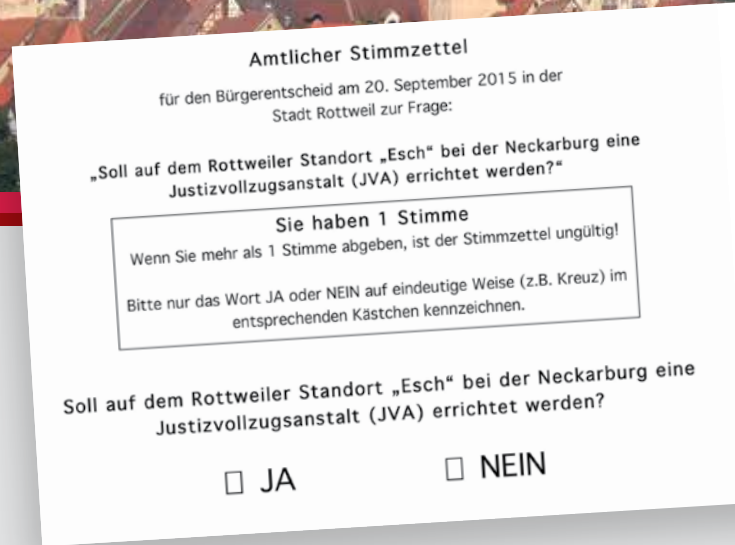 Amtlicher Stimmzettel
für den Bürgerentscheid am 20. September 2015 in der
Stadt Rottweil zur Frage:
„Soll auf dem Rottweiler Standort „Esch“ bei der Neckarburg eine
Justizvollzugsanstalt (JVA) errichtet werden?“
Sie haben 1 Stimme
Wenn Sie mehr als 1 Stimme abgeben, ist der Stimmzettel ungültig!
Bitte nur das Wort JA oder NEIN auf eindeutige Weise (z.B. Kreuz) im
entsprechenden Kästchen kennzeichnen.
Soll auf dem Rottweiler Standort „Esch“ bei der Neckarburg eine
Justizvollzugsanstalt (JVA) errichtet werden?
☐ JA ☐ NEIN